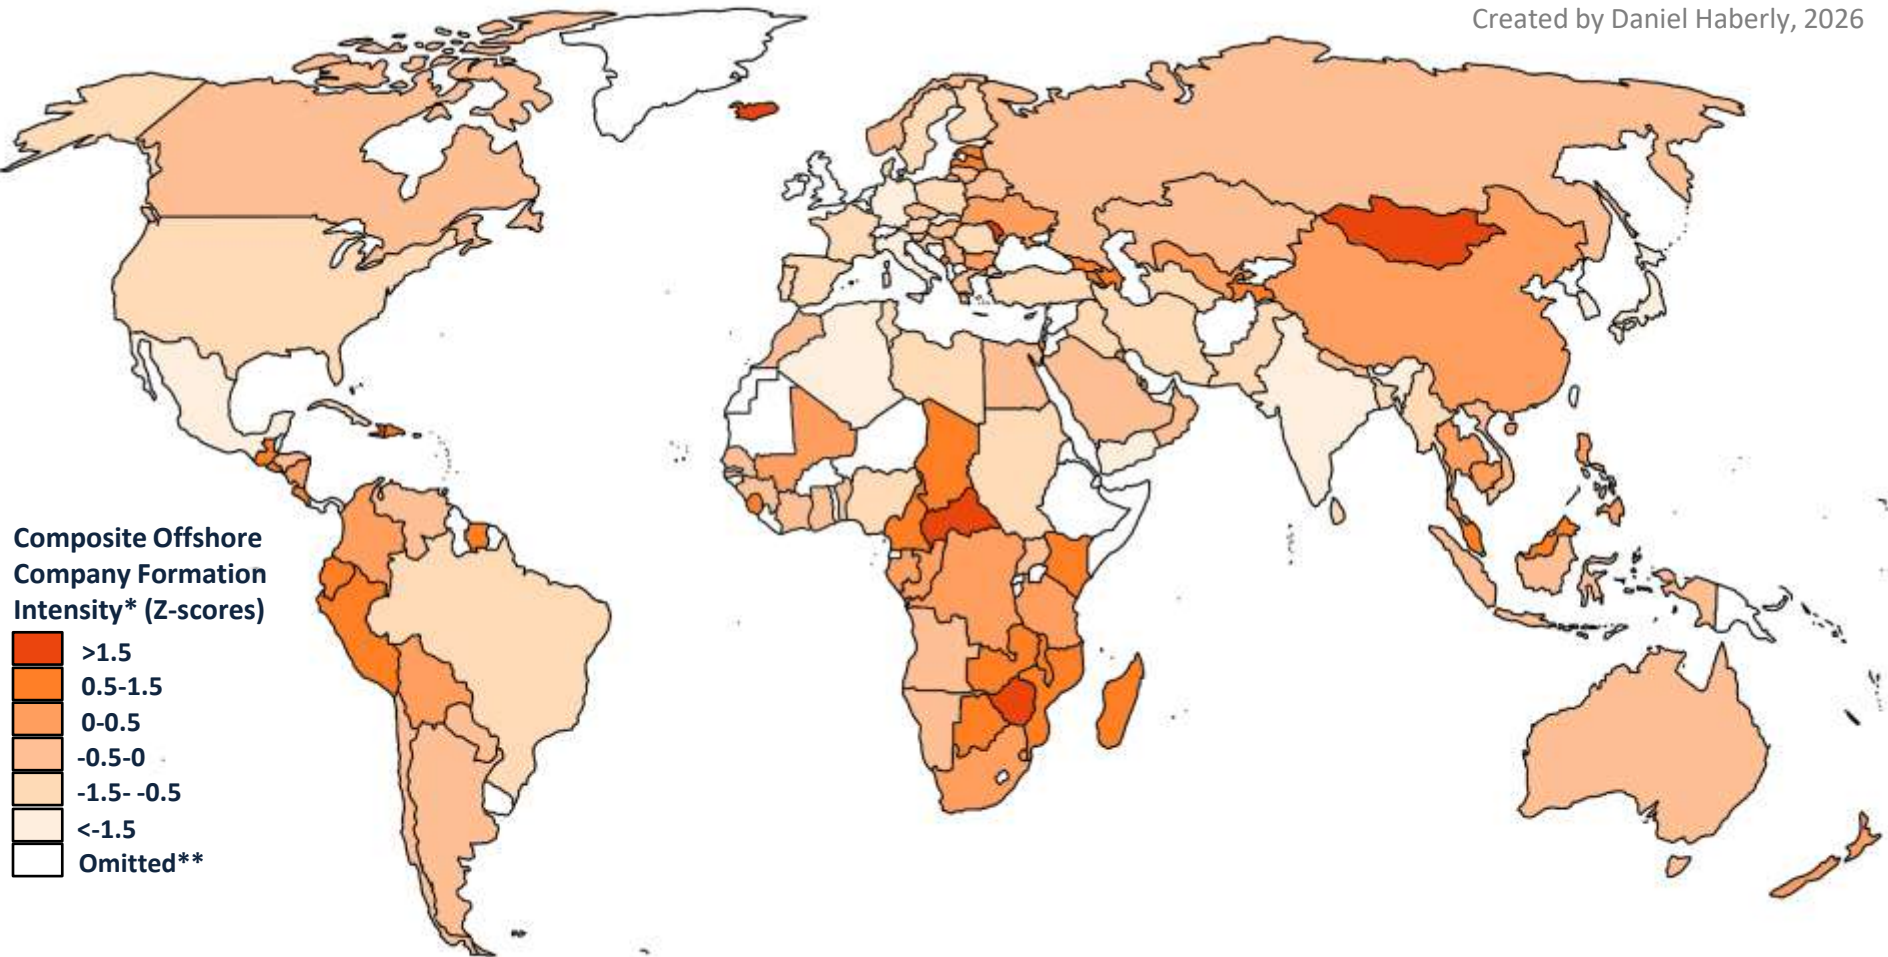 Created by Daniel Haberly, 2026
Composite Offshore
Company Formation
Intensity* (Z-scores)
>1.5
0.5-1.5
0-0.5
-0.5-0
-1.5- -0.5
<-1.5
Omitted**